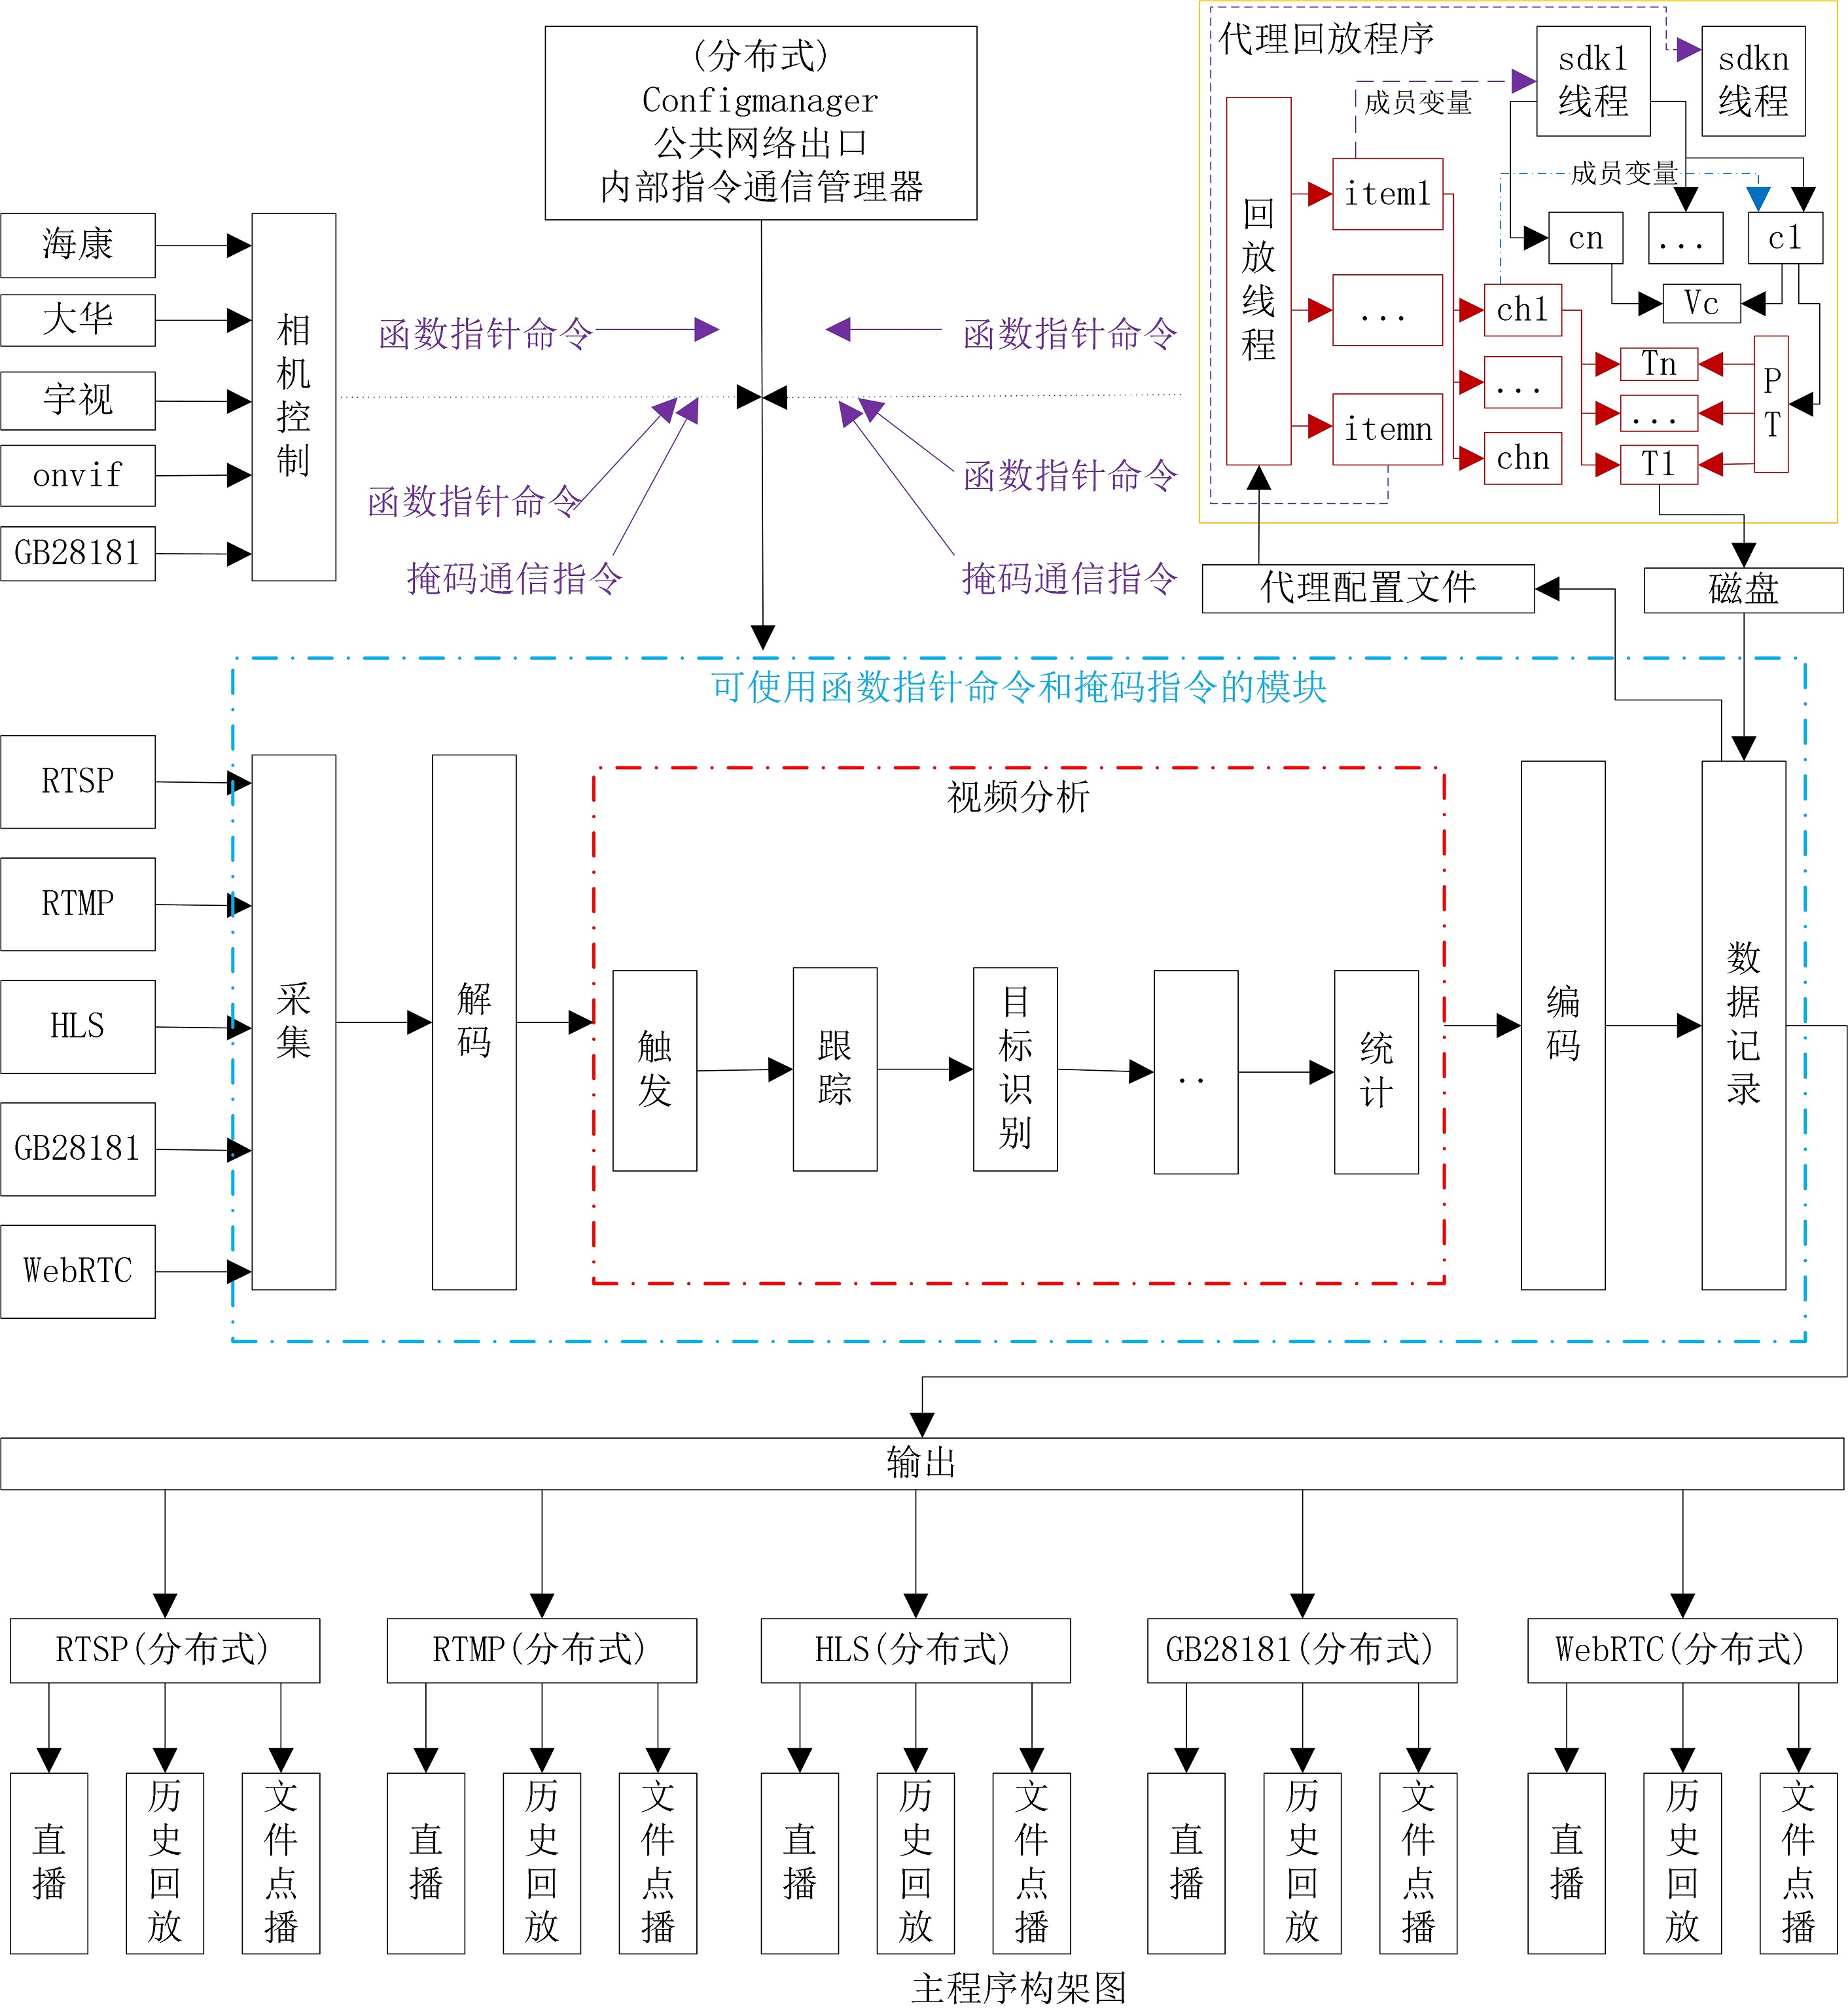 (分布式)
Configmanager
公共网络出口
内部指令通信管理器
代理回放程序
sdk1
线程
sdkn
线程
成员变量
成员变量
回放线程
item1
...
itemn
ch1
...
chn
cn
...
c1
Vc
Tn
...
T1
PT
海康
大华
宇视
onvif
GB28181
相机控制
函数指针命令
函数指针命令
函数指针命令
函数指针命令
掩码通信指令
掩码通信指令
代理配置文件
磁盘
可使用函数指针命令和掩码指令的模块
RTSP
RTMP
HLS
GB28181
WebRTC
采集
解码
视频分析
触发
跟踪
目标识别
..
统计
编码
数据记录
输出
RTSP(分布式)
RTMP(分布式)
HLS(分布式)
GB28181(分布式)
WebRTC(分布式)
直播
历史回放
文件点播
直播
历史回放
文件点播
直播
历史回放
文件点播
直播
历史回放
文件点播
直播
历史回放
文件点播
主程序构架图